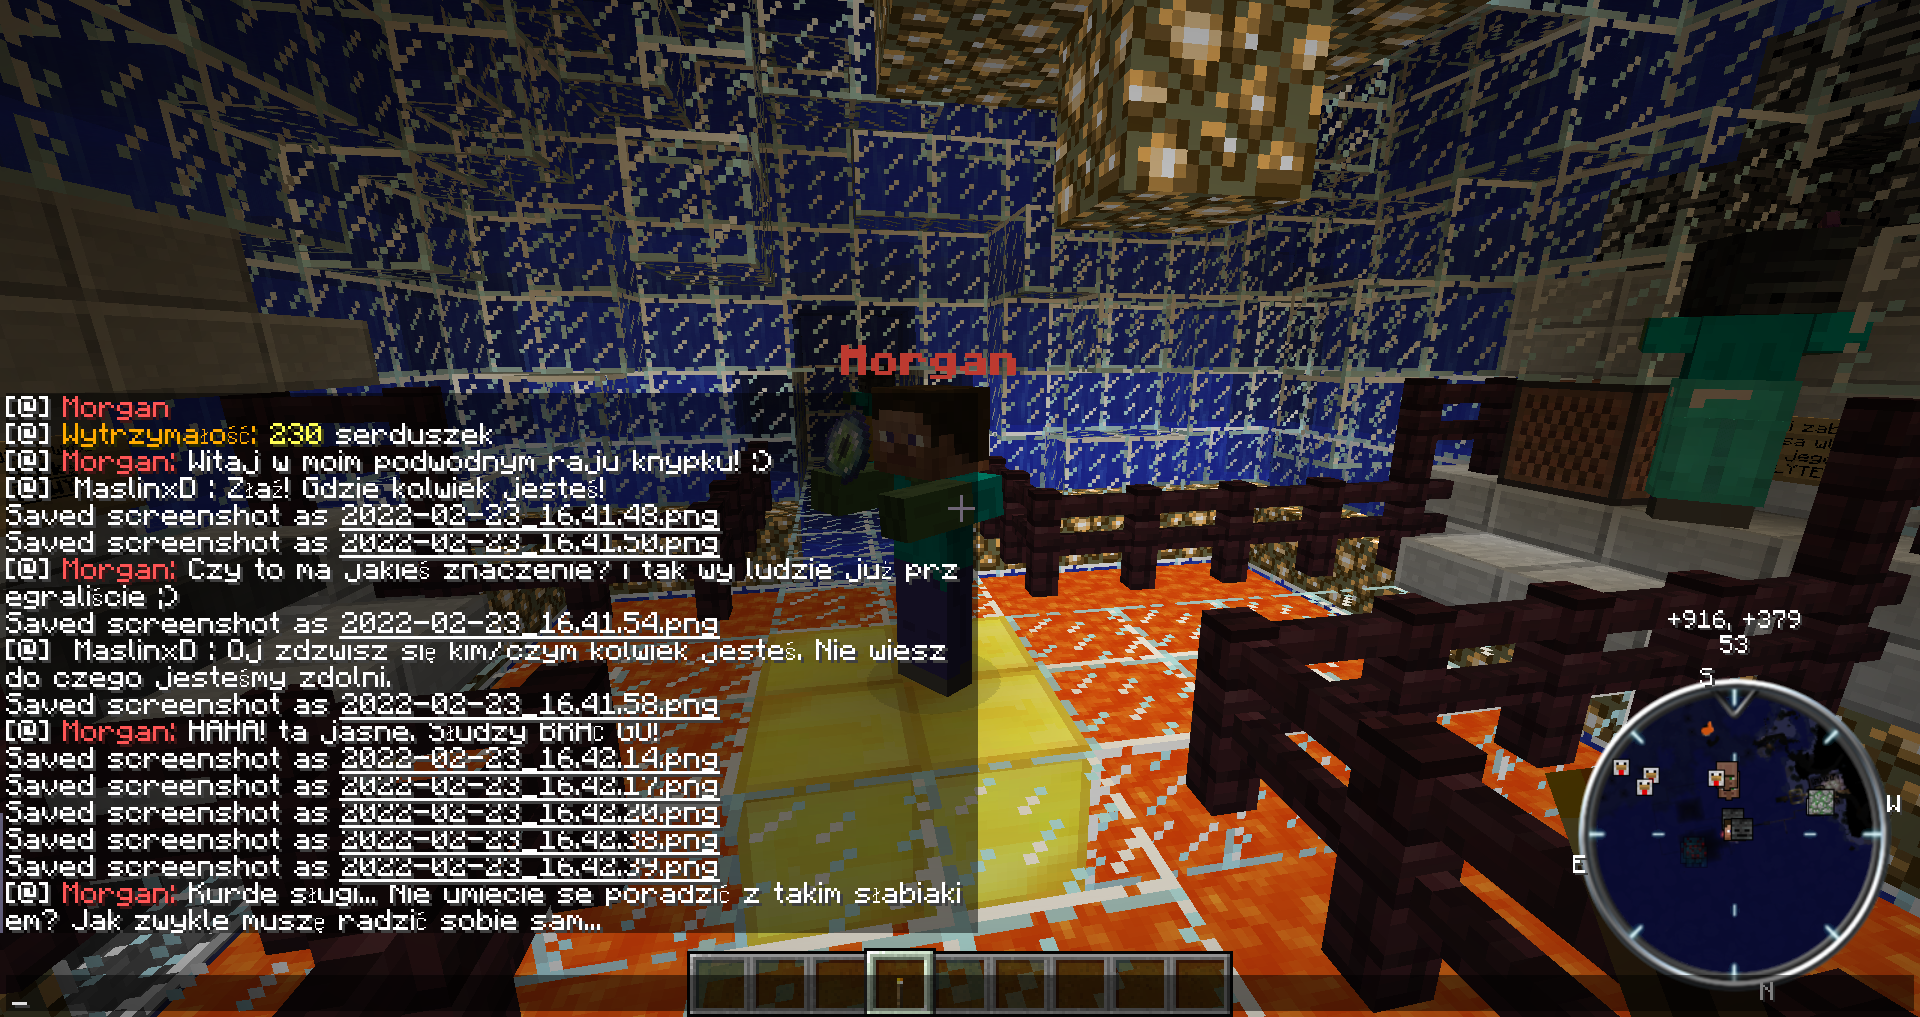 Morgan
[@] Morgan
[@] Wytrzymałość: 230 serduszek
[@] Morgan: Witaj w moim podwodnym raju knypku! :)
[@]  MaslinxD : Złaź! Gdzie kolwiek jesteś!
Saved screenshot as 2022-02-23_16.41.48.png
Saved screenshot as 2022-02-23_16.41.50.png
[@] Morgan: Czy to ma jakieś znaczenie? i tak wy ludzie już prz
egraliście ;)
Saved screenshot as 2022-02-23_16.41.54.png
[@]  MaslinxD : Oj zdzwisz się kim/czym kolwiek jesteś. Nie wiesz
do czego jesteśmy zdolni.
Saved screenshot as 2022-02-23_16.41.58.png
[@] Morgan: HAHA! ta jasne. Słudzy BRAĆ GO!
Saved screenshot as 2022-02-23_16.42.14.png
Saved screenshot as 2022-02-23_16.42.17.png
Saved screenshot as 2022-02-23_16.42.20.png
Saved screenshot as 2022-02-23_16.42.38.png
Saved screenshot as 2022-02-23_16.42.39.png
[@] Morgan: Kurde sługi... Nie umiecie se poradzić z takim słabiaki
em? Jak zwykle muszę radzić sobie sam...
_
+916, +379
53
S
W
E
N